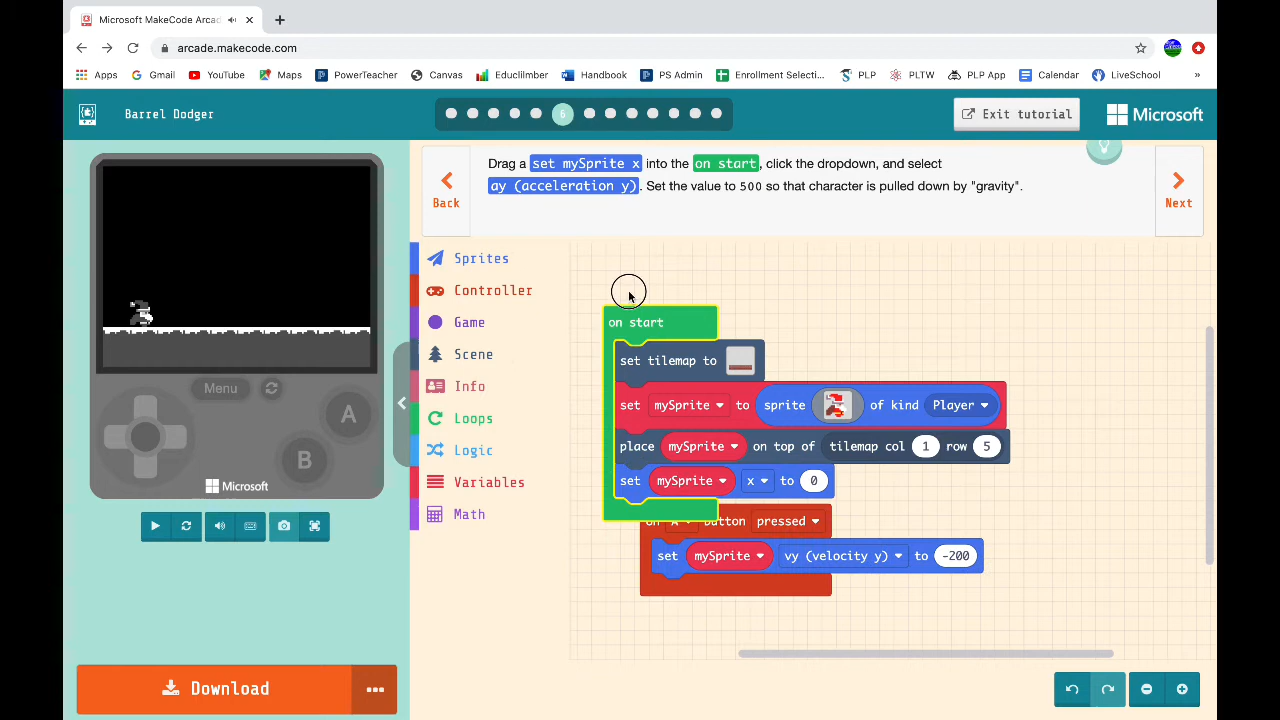 Microsoft MakeCode Arcad
arcade.makecode.com
Apps
Gmail
YouTube
Maps
PowerTeacher
Canvas
Educlimber
Handbook
PS Admin
Enrollment Selecti...
PLP
PLTW
PLP App
Calendar
LiveSchool
»
Barrel Dodger
6
Exit tutorial
Microsoft
Back
Drag a set mySprite x into the on start, click the dropdown, and select
ay (acceleration y). Set the value to 500 so that character is pulled down by "gravity".
Next
Menu
A
B
Microsoft
Sprites
Controller
Game
Scene
Info
Loops
Logic
Variables
Math
on start
set tilemap to
set mySprite to sprite of kind Player
place mySprite on top of tilemap col 1 row 5
set mySprite x to 0
on A button pressed
set mySprite vy (velocity y) to -200
Download